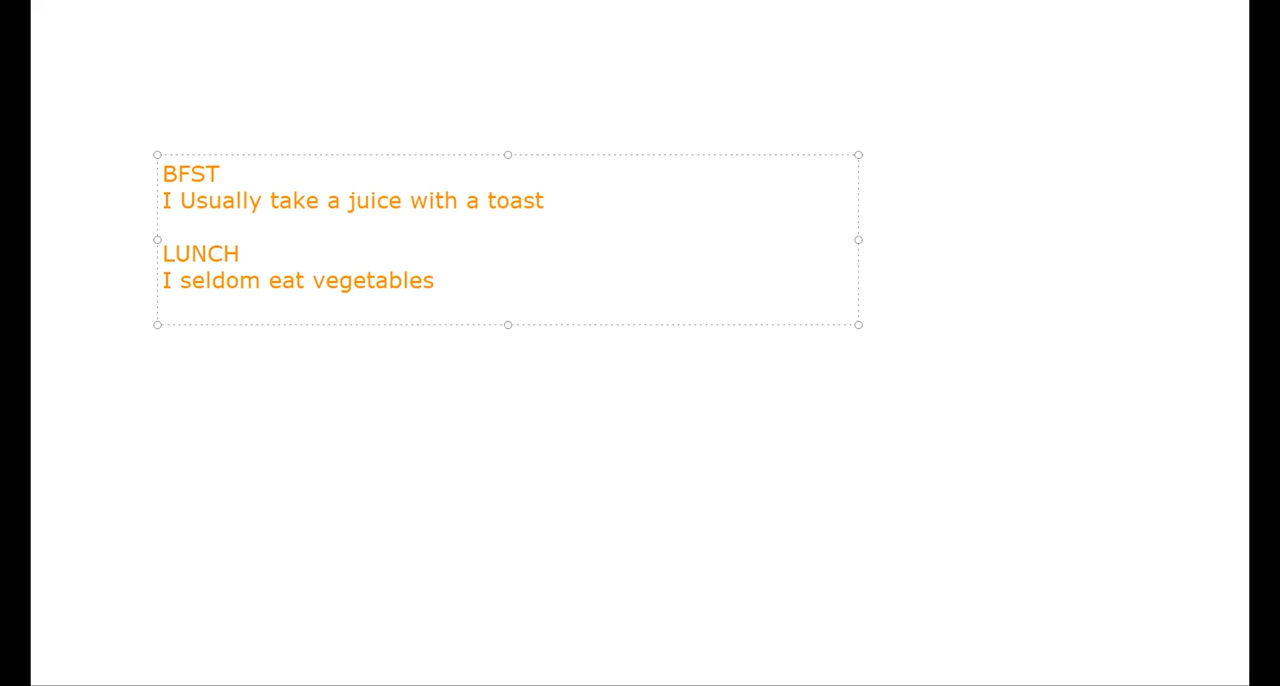 BFST
I Usually take a juice with a toast
LUNCH
I seldom eat vegetables